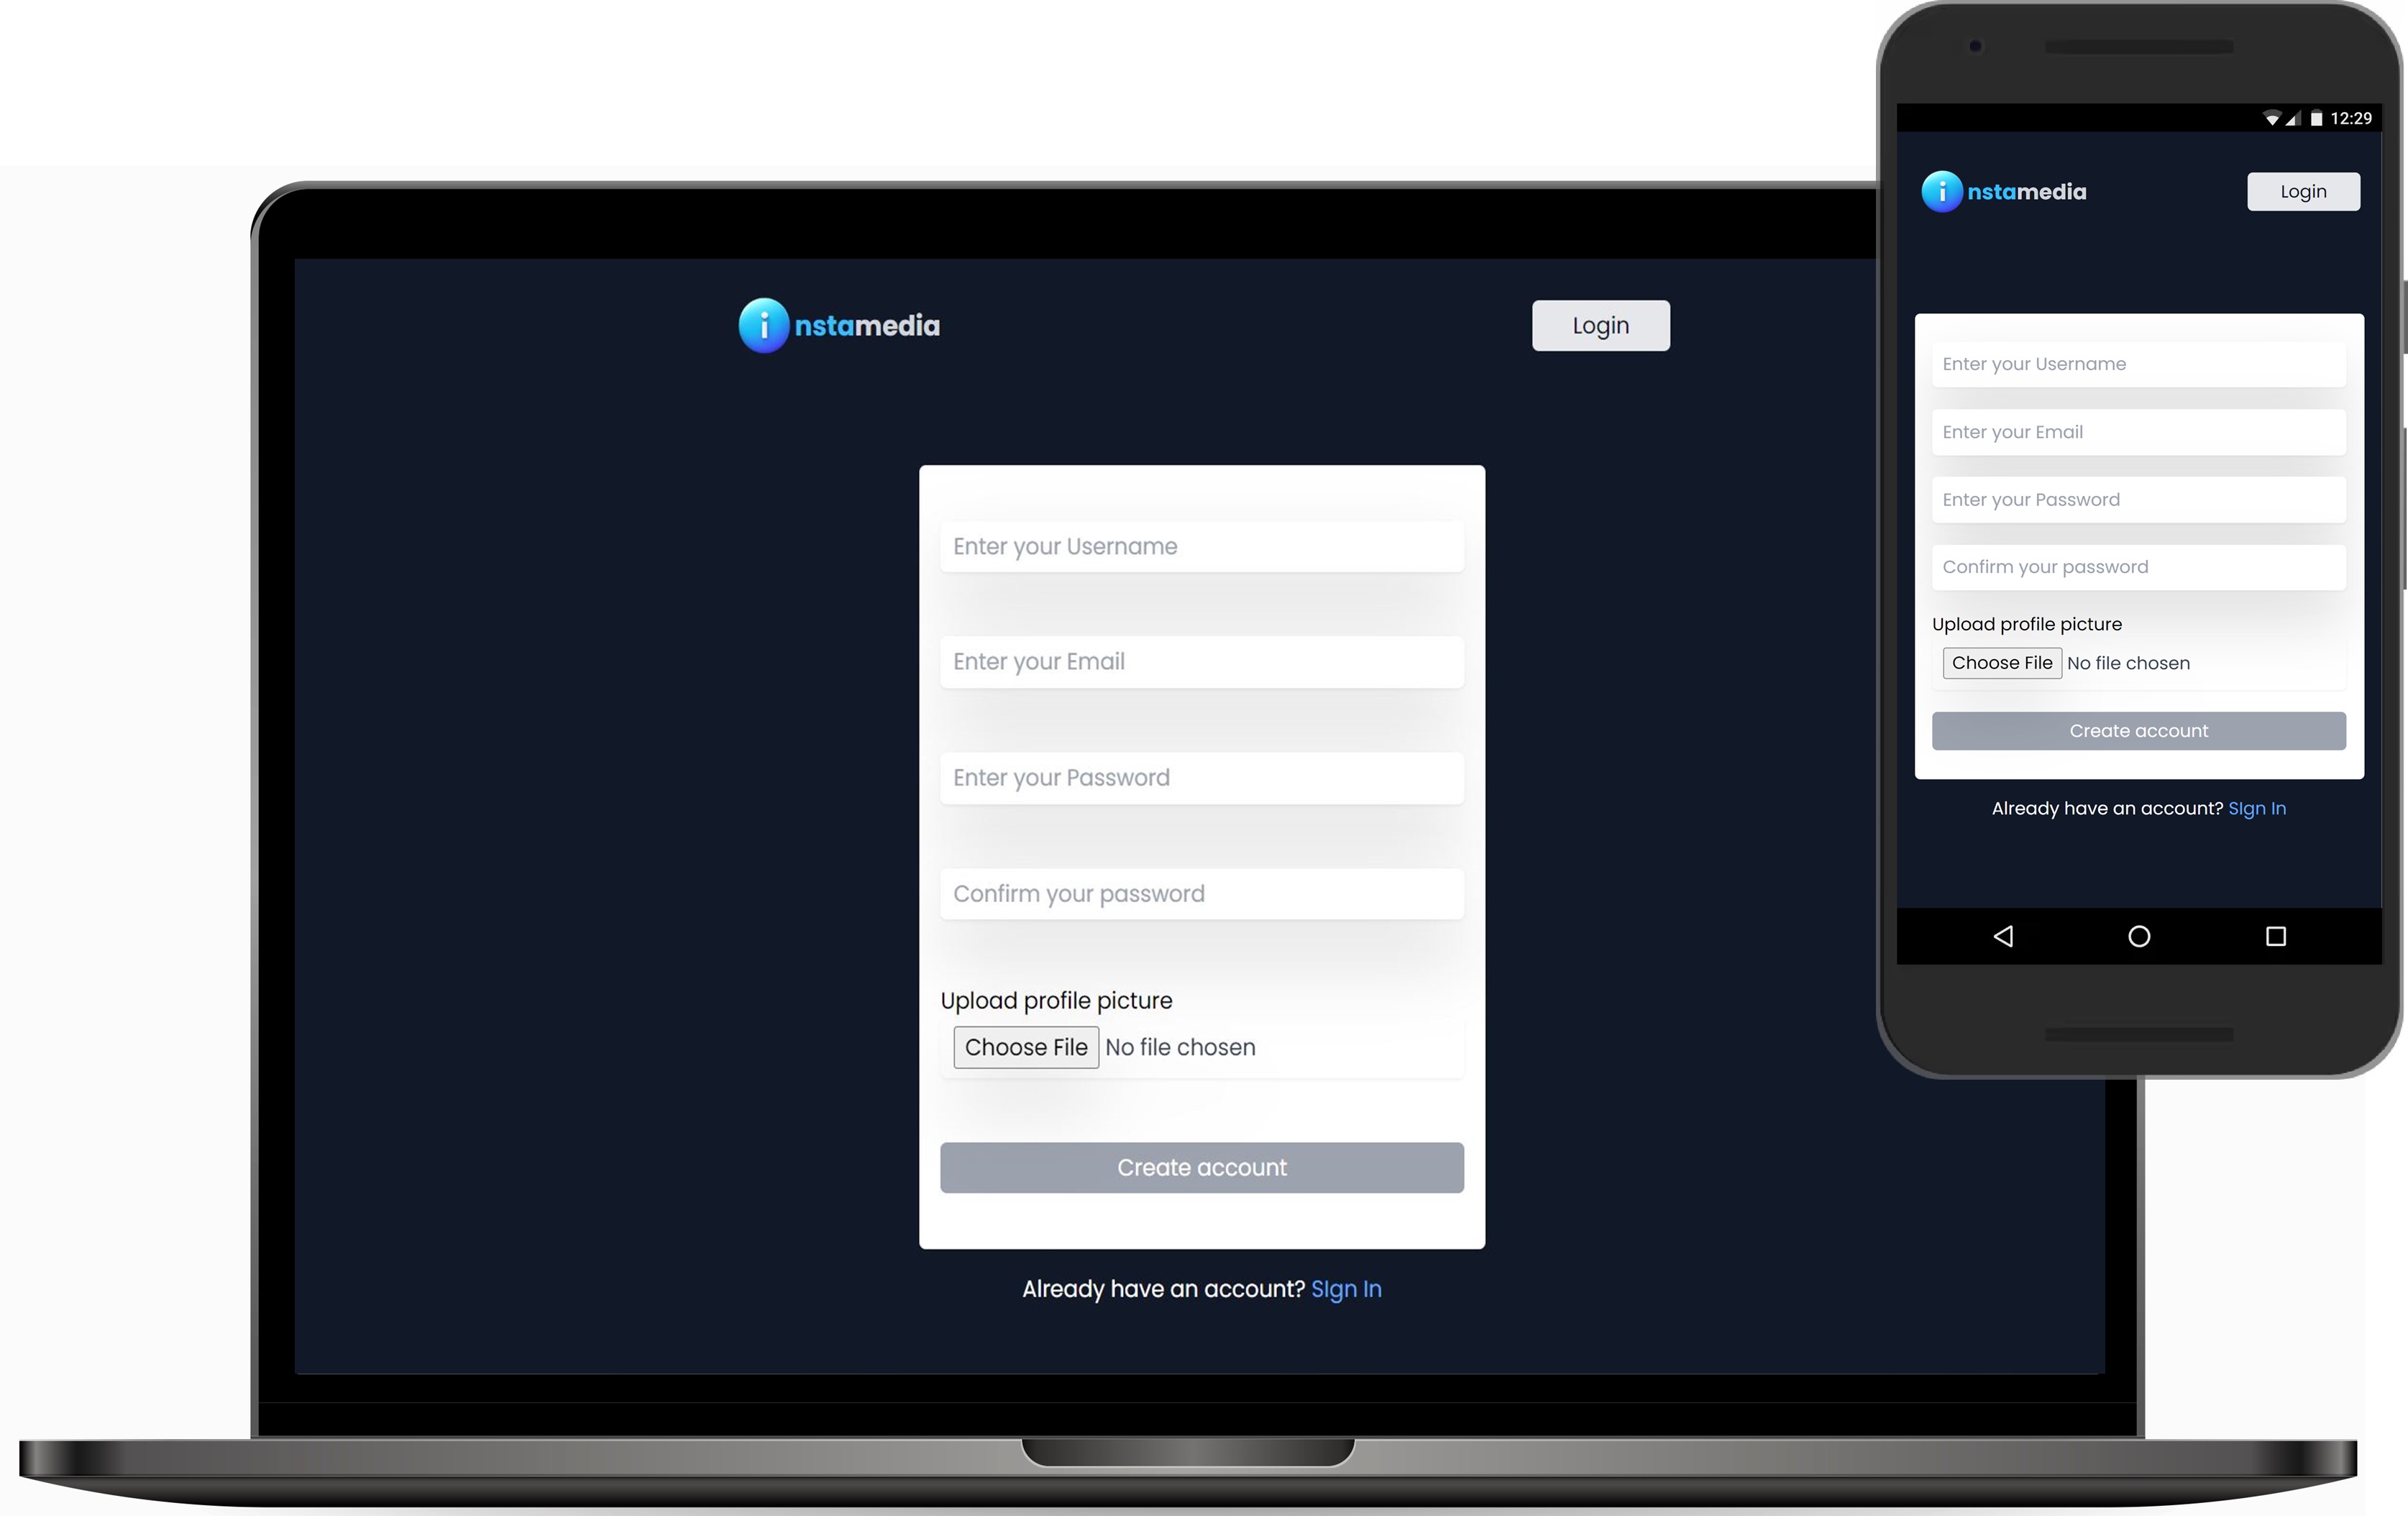 instamedia
Login
Enter your Username
Enter your Email
Enter your Password
Confirm your password
Upload profile picture
Choose File No file chosen
Create account
Already have an account? SIgn In
12:29
instamedia
Login
Enter your Username
Enter your Email
Enter your Password
Confirm your password
Upload profile picture
Choose File No file chosen
Create account
Already have an account? SIgn In